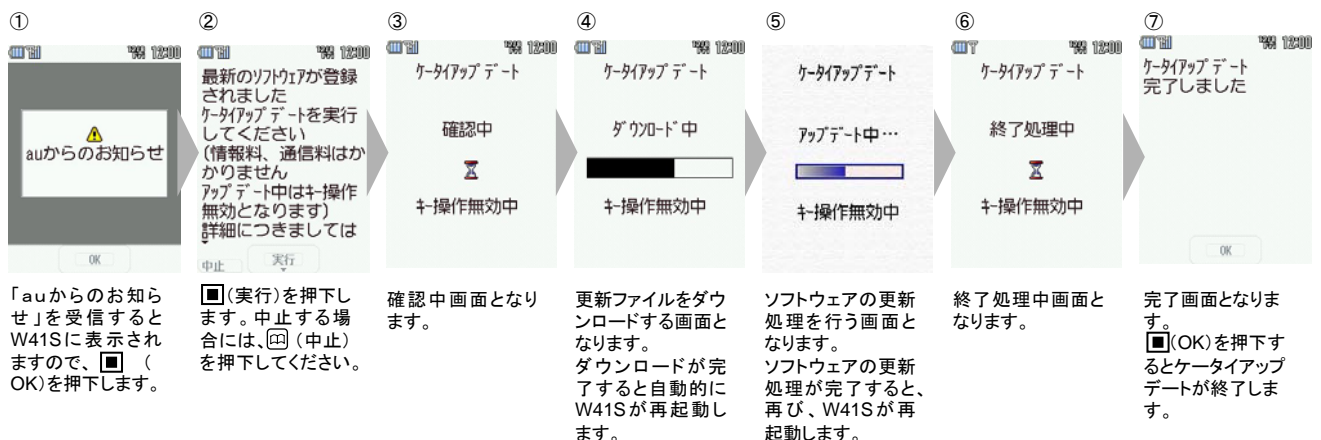 ①
12:00
auからのお知らせ
OK
「auからのお知ら
せ」を受信すると
W41Sに表示され
ますので、 (
OK)を押下します。
②
12:00
最新のソフトウェアが登録
されました
ケータイアップデートを実行
してください
(情報料、通信料はか
かりません
アップデート中はキー操作
無効となります)
詳細につきましては
中止 実行
(実行)を押下し
ます。中止する場
合には、 (中止)
を押下してください。
③
12:00
ケータイアップデート
確認中
キー操作無効中
確認中画面となり
ます。
④
12:00
ケータイアップデート
ダウンロード中
キー操作無効中
更新ファイルをダウ
ンロードする画面と
なります。
ダウンロードが完
了すると自動的に
W41Sが再起動し
ます。
⑤
ケータイアップデート
アップデート中…
キー操作無効中
ソフトウェアの更新
処理を行う画面と
なります。
ソフトウェアの更新
処理が完了すると、
再び、W41Sが再
起動します。
⑥
12:00
ケータイアップデート
終了処理中
キー操作無効中
終了処理中画面と
なります。
⑦
12:00
ケータイアップデート
完了しました
OK
完了画面となりま
す。
(OK)を押下す
るとケータイアップ
デートが終了しま
す。